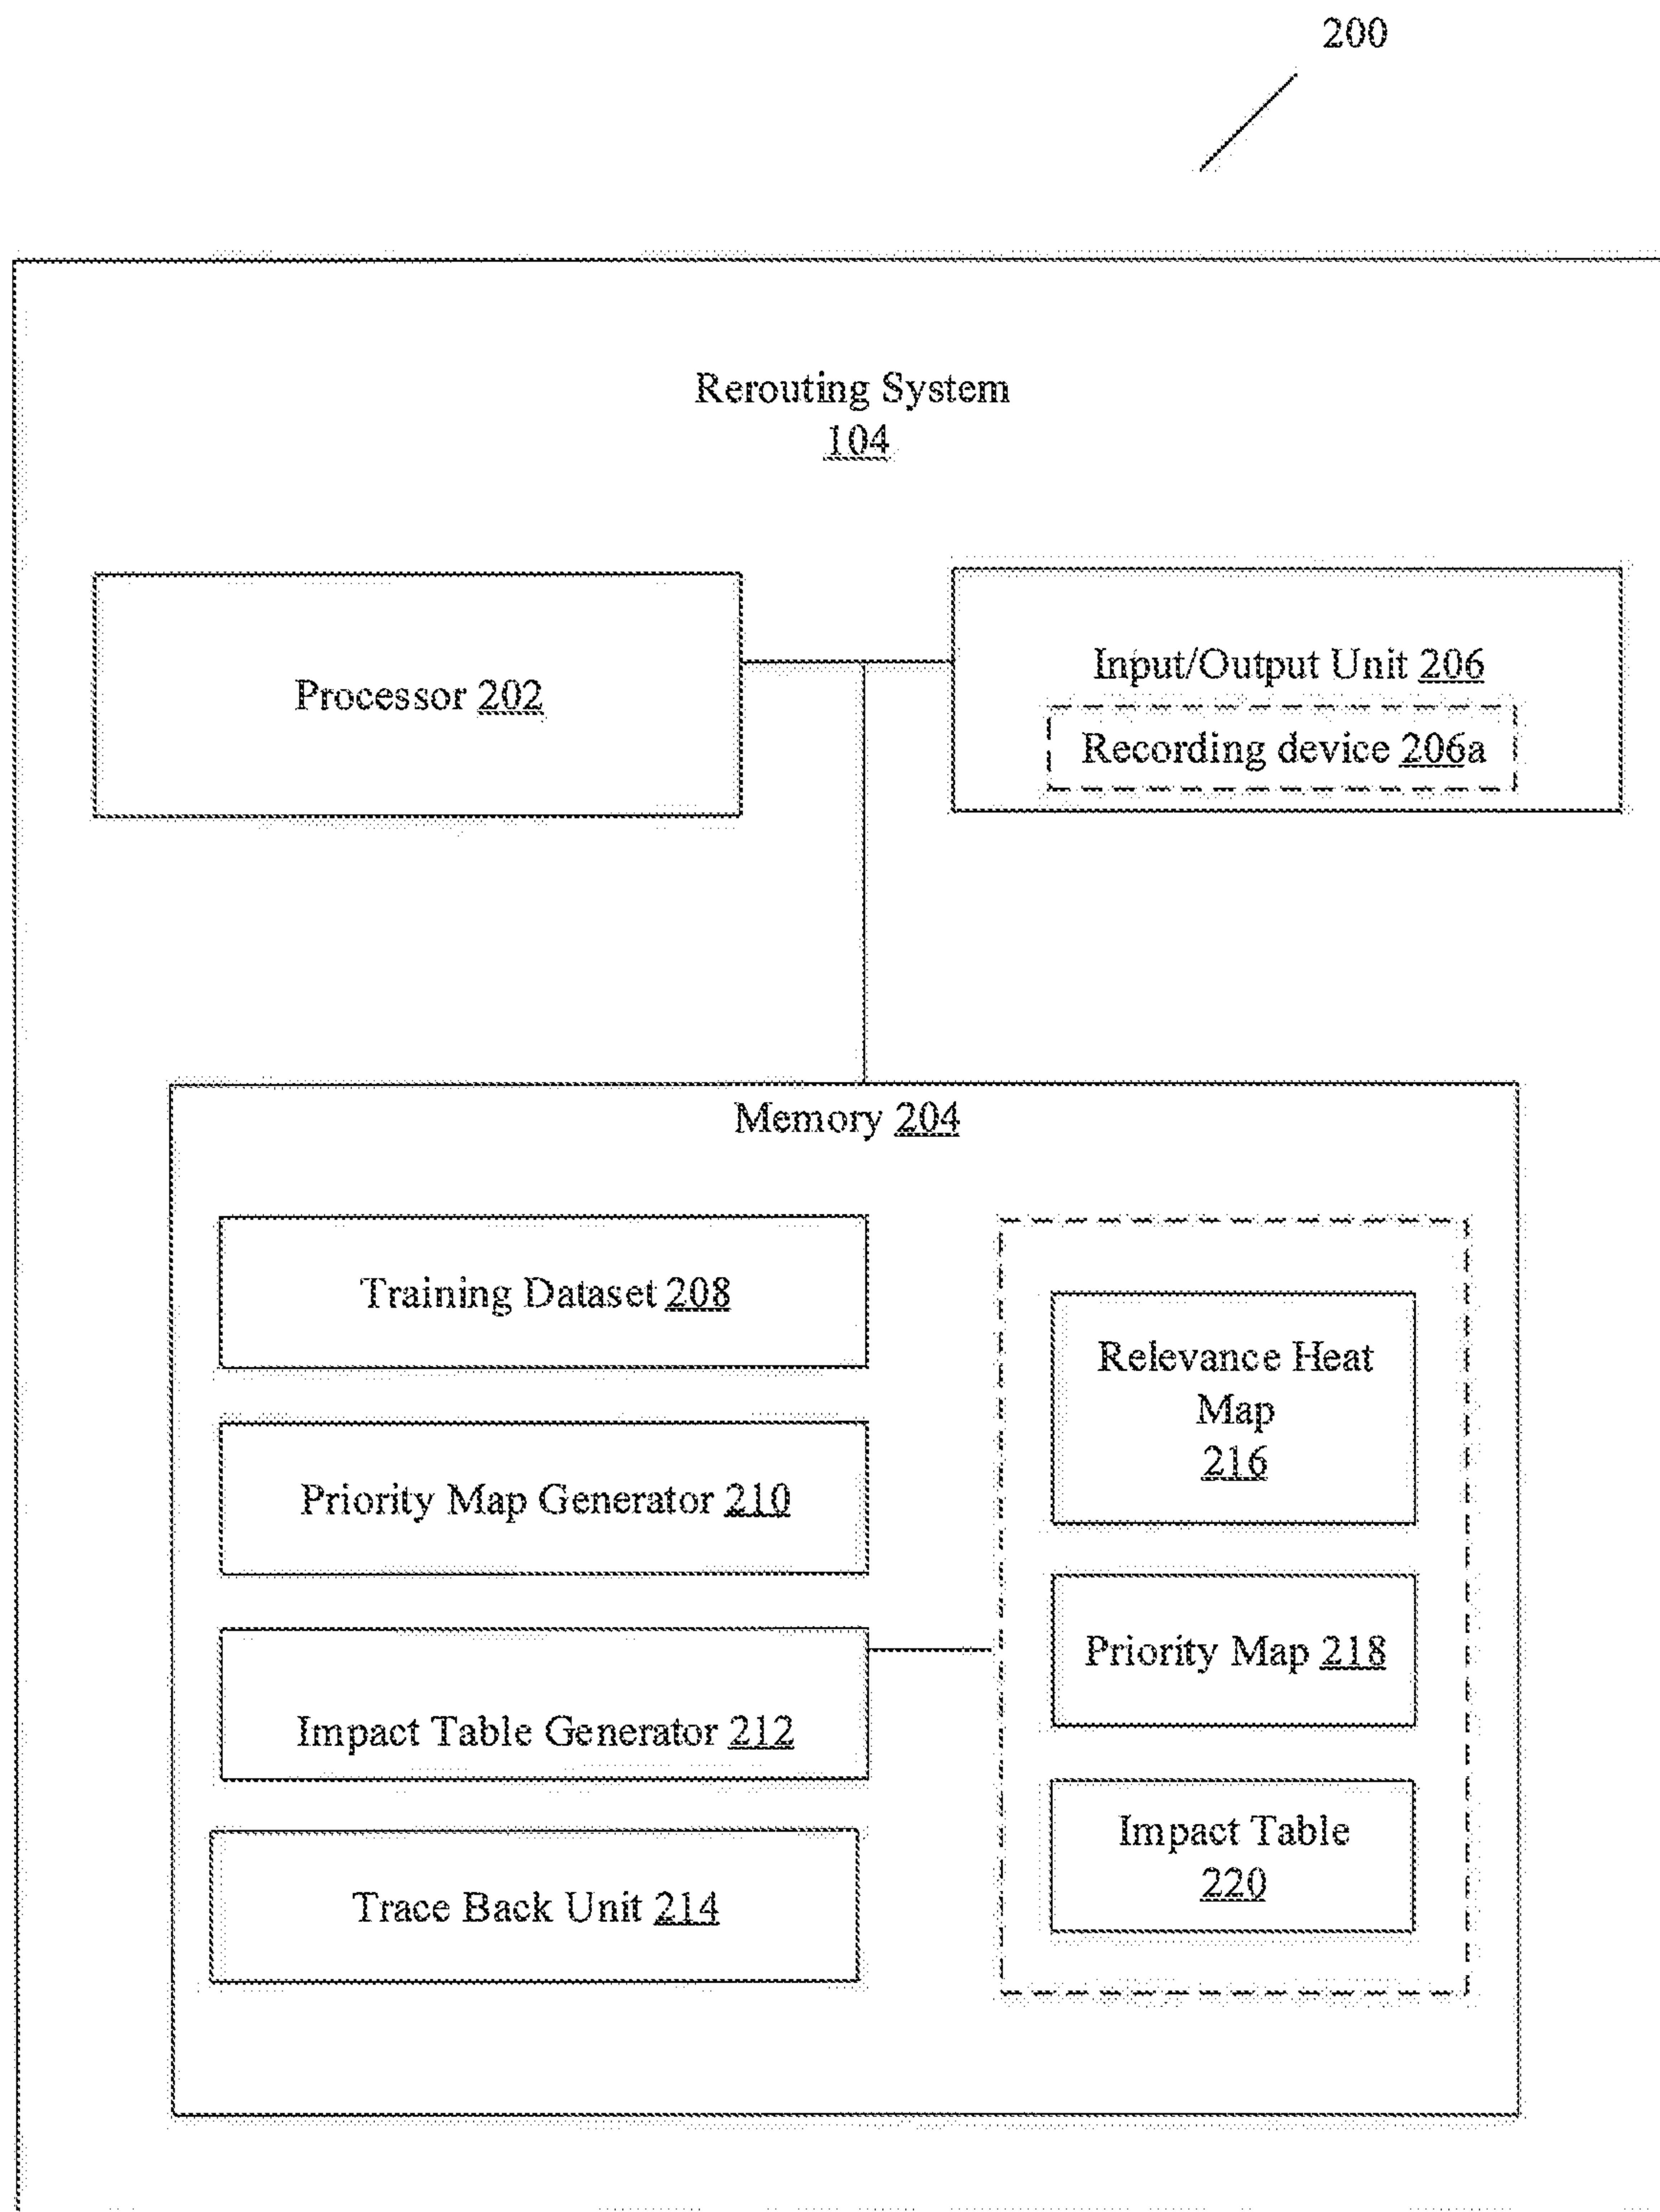 200
Rerouting System
104
Processor 202
Input/Output Unit 206
Recording device 206a
Memory 204
Training Dataset 208
Priority Map Generator 210
Impact Table Generator 212
Trace Back Unit 214
Relevance Heat
Map
216
Priority Map 218
Impact Table
220